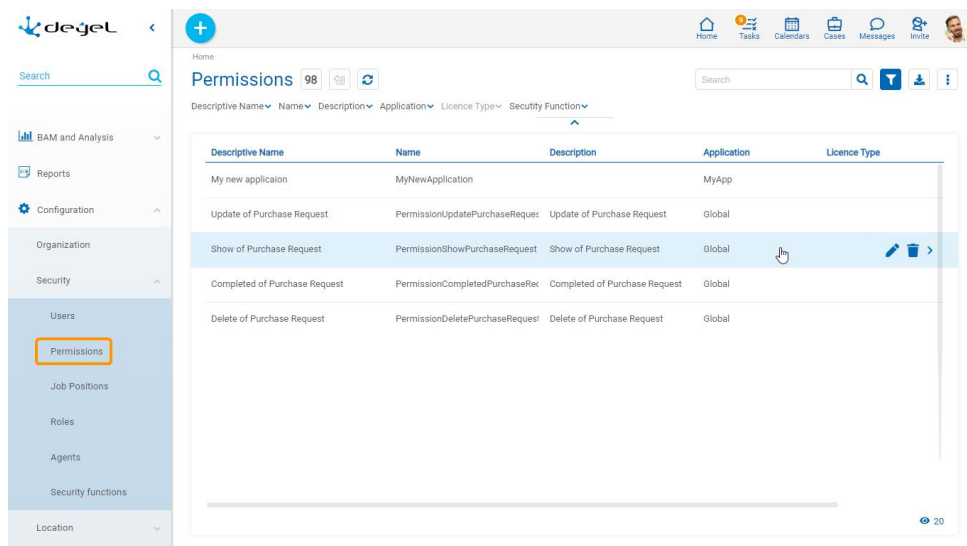 deyel
Search
BAM and Analysis
Reports
Configuration
Organization
Security
Users
Permissions
Job Positions
Roles
Agents
Security functions
Location
Home
9
Tasks
Calendars
Cases
Messages
Invite
Home
Permissions 98
Search
Descriptive Name Name Description Application Licence Type Secutity Function
Descriptive Name Name Description Application Licence Type
My new applicaion MyNewApplication MyApp
Update of Purchase Request PermissionUpdatePurchaseReques Update of Purchase Request Global
Show of Purchase Request PermissionShowPurchaseRequest Show of Purchase Request Global
Completed of Purchase Request PermissionCompletedPurchaseRec Completed of Purchase Request Global
Delete of Purchase Request PermissionDeletePurchaseRequest Delete of Purchase Request Global
20